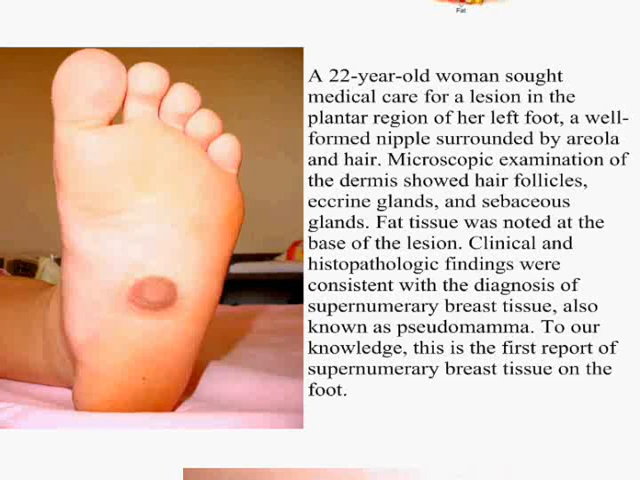 Fat
A 22-year-old woman sought
medical care for a lesion in the
plantar region of her left foot, a well-
formed nipple surrounded by areola
and hair. Microscopic examination of
the dermis showed hair follicles,
eccrine glands, and sebaceous
glands. Fat tissue was noted at the
base of the lesion. Clinical and
histopathologic findings were
consistent with the diagnosis of
supernumerary breast tissue, also
known as pseudomamma. To our
knowledge, this is the first report of
supernumerary breast tissue on the
foot.